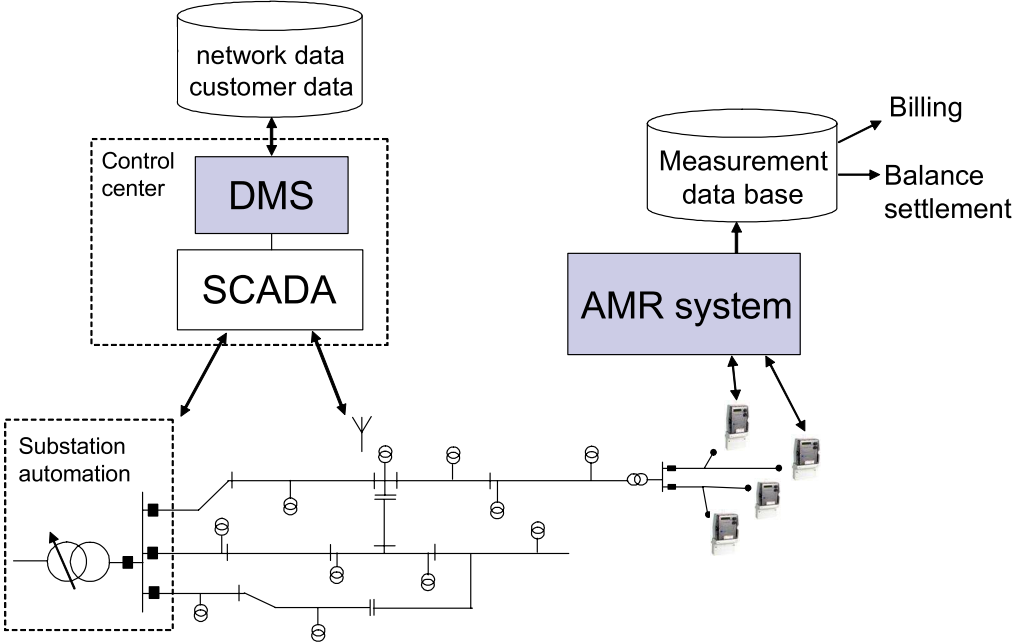 network data
customer data
Control
center
DMS
SCADA
Measurement
data base
Billing
Balance
settlement
AMR system
Substation
automation